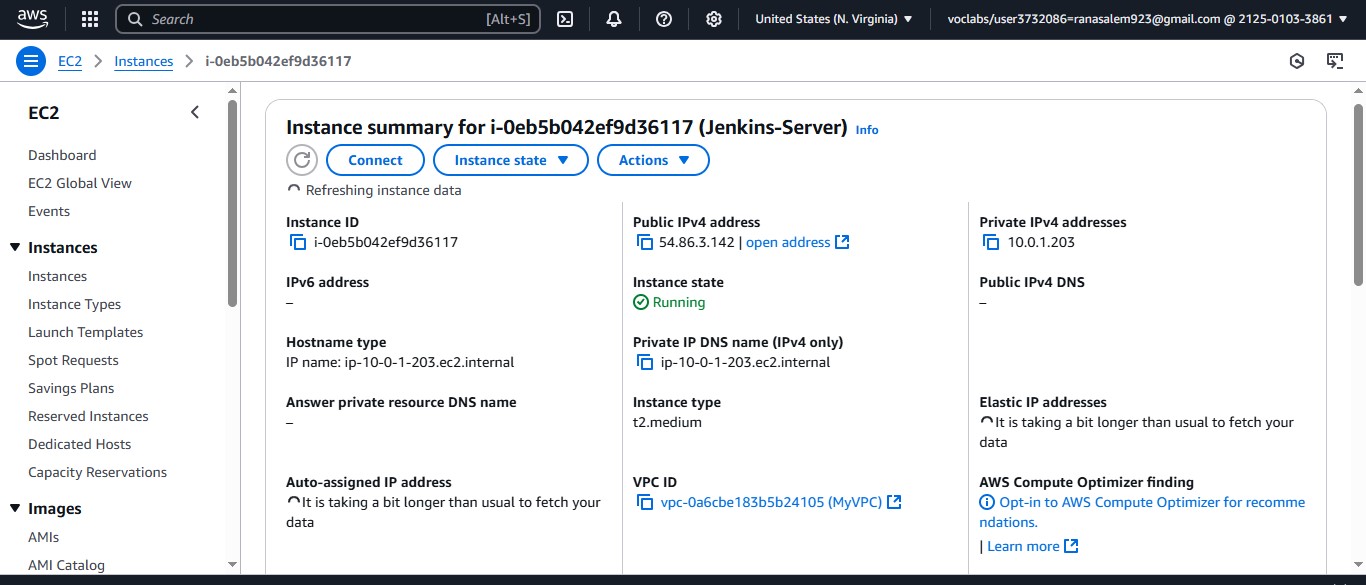 aws
Search [Alt+S]
United States (N. Virginia)
voclabs/user3732086=ranasalem923@gmail.com @ 2125-0103-3861
EC2 > Instances > i-0eb5b042ef9d36117
EC2
Dashboard
EC2 Global View
Events
Instances
Instances
Instance Types
Launch Templates
Spot Requests
Savings Plans
Reserved Instances
Dedicated Hosts
Capacity Reservations
Images
AMIs
AMI Catalog
Instance summary for i-0eb5b042ef9d36117 (Jenkins-Server) Info
Connect
Instance state
Actions
Refreshing instance data
Instance ID
i-0eb5b042ef9d36117
Public IPv4 address
54.86.3.142 | open address
Private IPv4 addresses
10.0.1.203
IPv6 address
–
Instance state
Running
Public IPv4 DNS
–
Hostname type
IP name: ip-10-0-1-203.ec2.internal
Private IP DNS name (IPv4 only)
ip-10-0-1-203.ec2.internal
Answer private resource DNS name
–
Instance type
t2.medium
Elastic IP addresses
It is taking a bit longer than usual to fetch your
data
Auto-assigned IP address
It is taking a bit longer than usual to fetch your
data
VPC ID
vpc-0a6cbe183b5b24105 (MyVPC)
AWS Compute Optimizer finding
Opt-in to AWS Compute Optimizer for recomme
ndations.
| Learn more